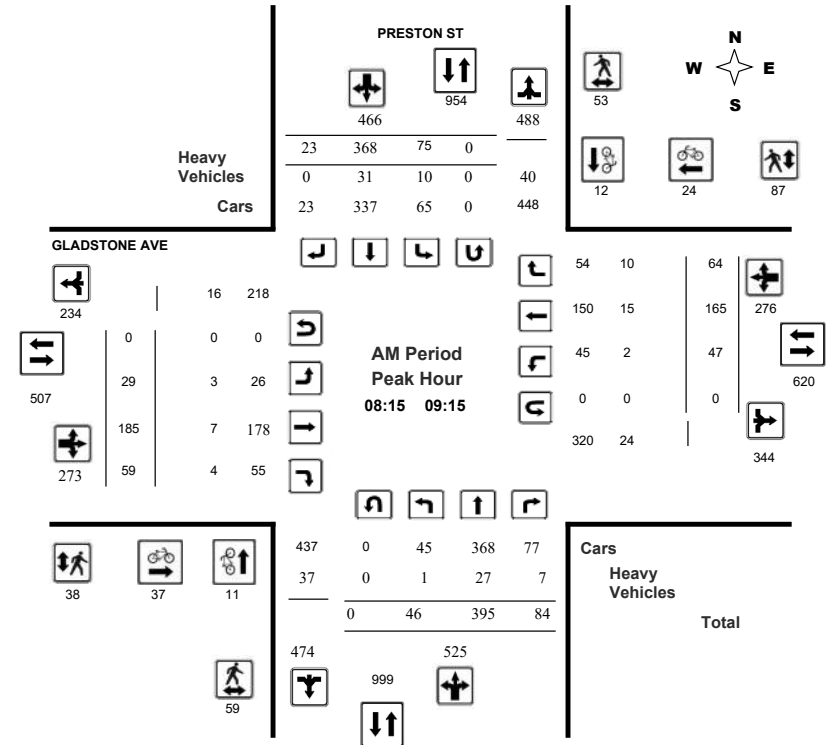 PRESTON ST
N
W E
S
954
466
488
53
23 368 75 0
Heavy
Vehicles
0 31 10 0 40
Cars
23 337 65 0 448
12 24 87
GLADSTONE AVE
234
16 218
54 10 64
0 0 0
150 15 165 276
507
29 3 26
AM Period
Peak Hour
08:15 09:15
45 2 47
620
185 7 178
0 0 0
273
59 4 55
320 24
344
437 0 45 368 77
Cars
37 0 1 27 7
Heavy
Vehicles
38 37 11
0 46 395 84
Total
474 525
999
59